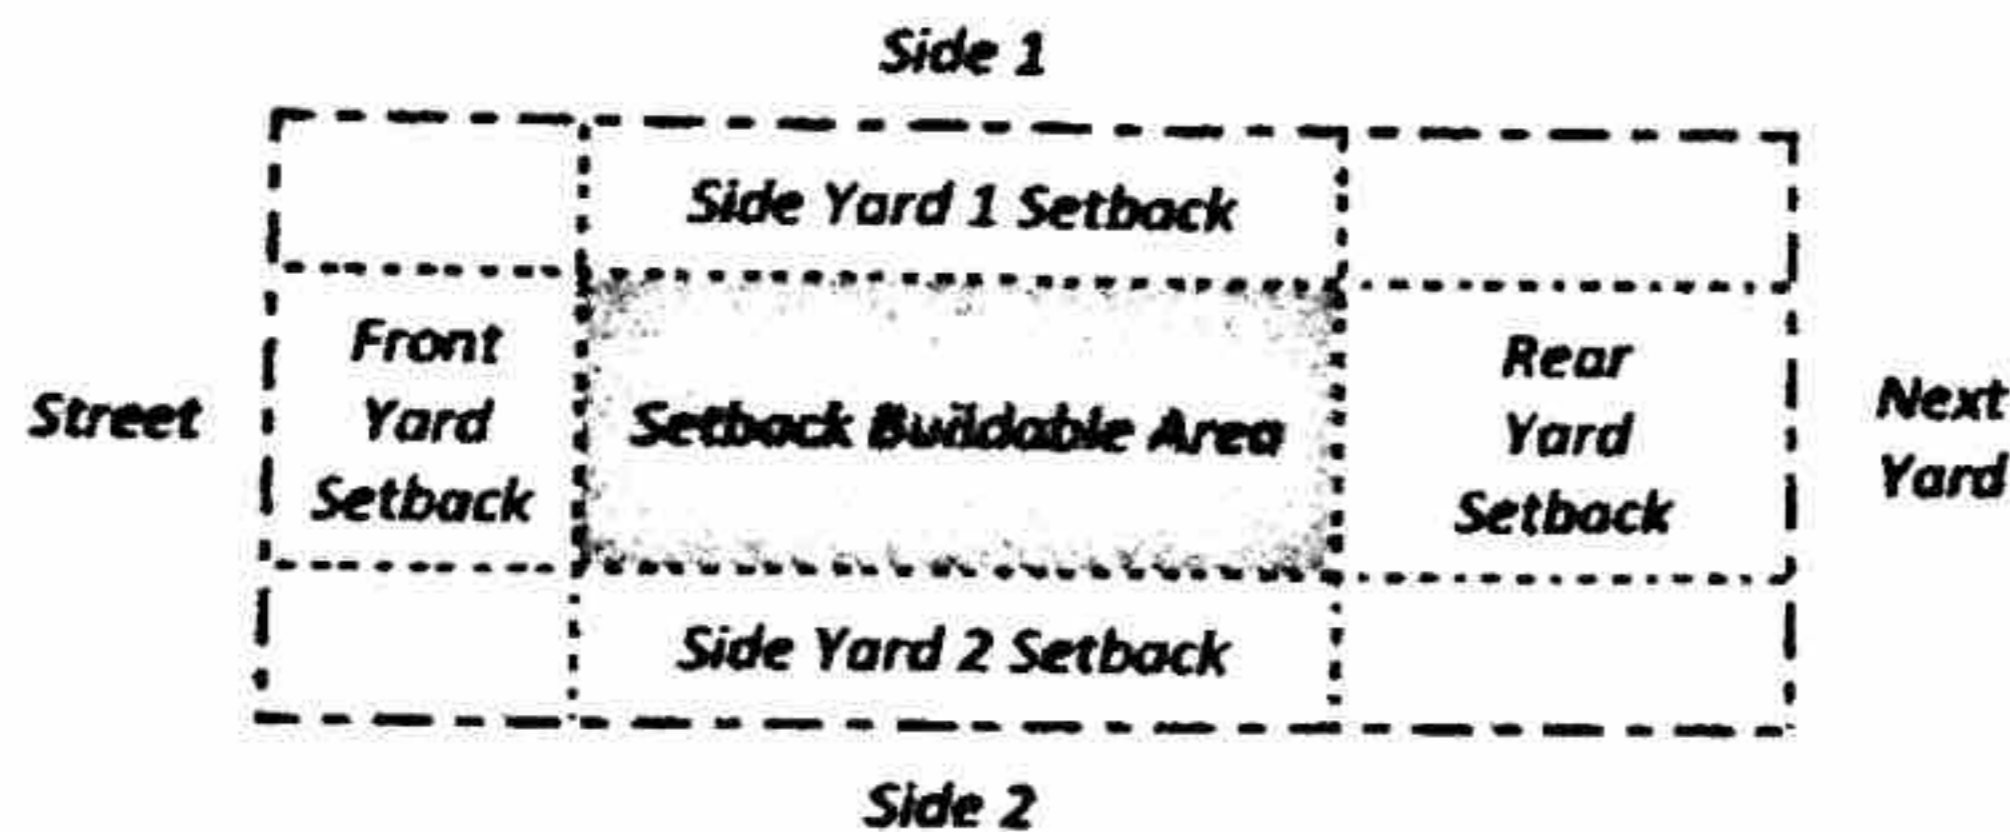 Side 1
Side Yard 1 Setback
Street
Front
Yard
Setback
Setback Buildable Area
Rear
Yard
Setback
Next
Yard
Side Yard 2 Setback
Side 2